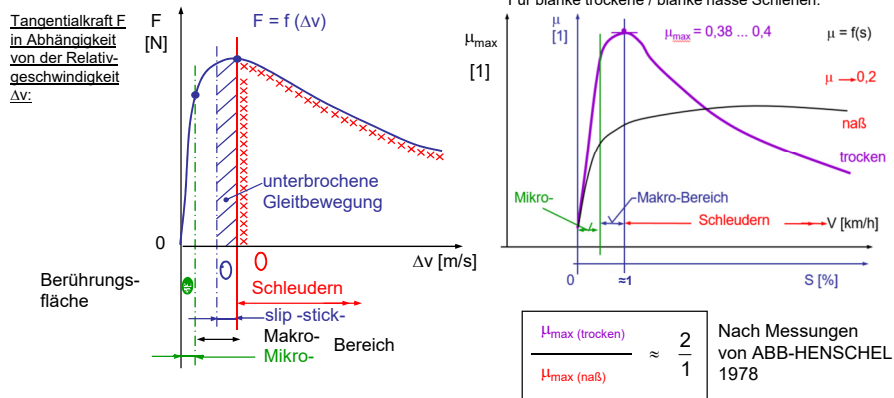 Tangentialkraft F
in Abhängigkeit
von der Relativ-
geschwindigkeit
Δv:
F
[N]
F = f (Δv)
unterbrochene
Gleitbewegung
0
Δv [m/s]
Berührungs-
fläche
Schleudern
slip -stick-
Makro-
Mikro-
Bereich
Für blanke trockene / blanke nasse Schienen:
μmax
[1]
μ
[1]
μmax = 0,38 ... 0,4
μ = f(s)
μ → 0,2
naß
trocken
Mikro-
Makro-Bereich
Schleudern
V [km/h]
0
≈1
S [%]
μmax (trocken)
μmax (naß)
≈
2
1
Nach Messungen
von ABB-HENSCHEL
1978